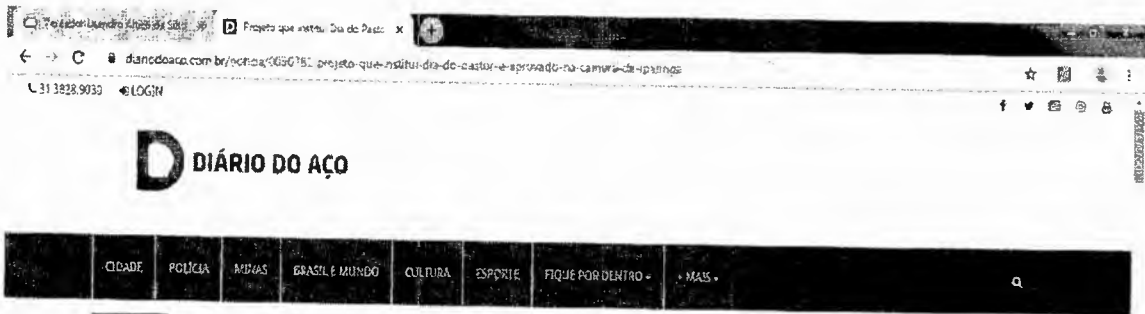 Projeto que institui Dia do Pasto x
diariodoaco.com.br/noticia/0080781-projeto-que-institui-dia-do-pastor-e-aprovado-na-camara-de-ipatinga
31 3828.9030 LOGIN
D DIÁRIO DO AÇO
CIDADE POLÍCIA MINAS BRASIL E MUNDO CULTURA ESPORTE FIQUE POR DENTRO + MAIS